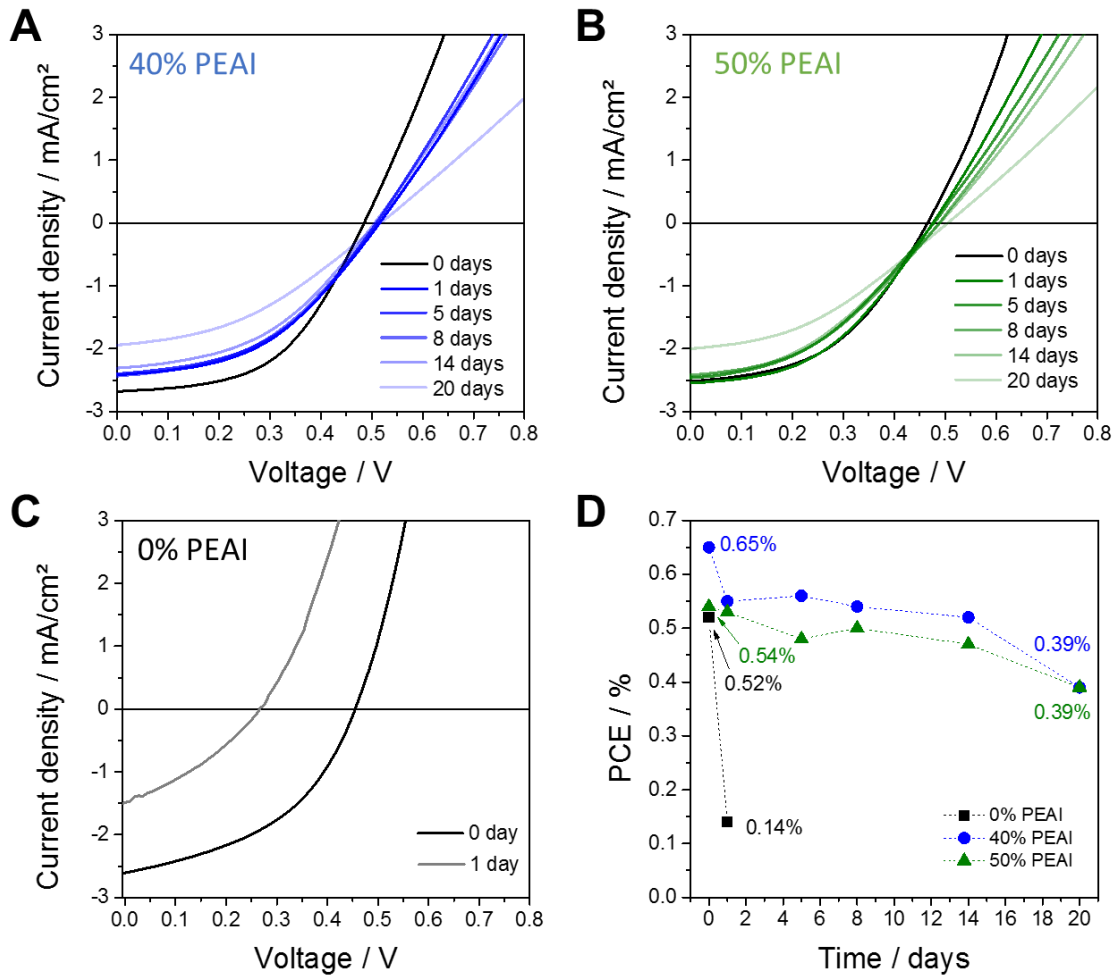 A
40% PEAI
Current density / mA/cm²
3
2
1
0
-1
-2
-3
0 days
1 days
5 days
8 days
14 days
20 days
0.0 0.1 0.2 0.3 0.4 0.5 0.6 0.7 0.8
Voltage / V
B
50% PEAI
Current density / mA/cm²
3
2
1
0
-1
-2
-3
0 days
1 days
5 days
8 days
14 days
20 days
0.0 0.1 0.2 0.3 0.4 0.5 0.6 0.7 0.8
Voltage / V
C
0% PEAI
Current density / mA/cm²
3
2
1
0
-1
-2
-3
0 day
1 day
0.0 0.1 0.2 0.3 0.4 0.5 0.6 0.7 0.8
Voltage / V
D
PCE / %
0.7
0.6
0.5
0.4
0.3
0.2
0.1
0.0
0.65%
0.54%
0.52%
0.39%
0.39%
0.14%
0% PEAI
40% PEAI
50% PEAI
0 2 4 6 8 10 12 14 16 18 20
Time / days